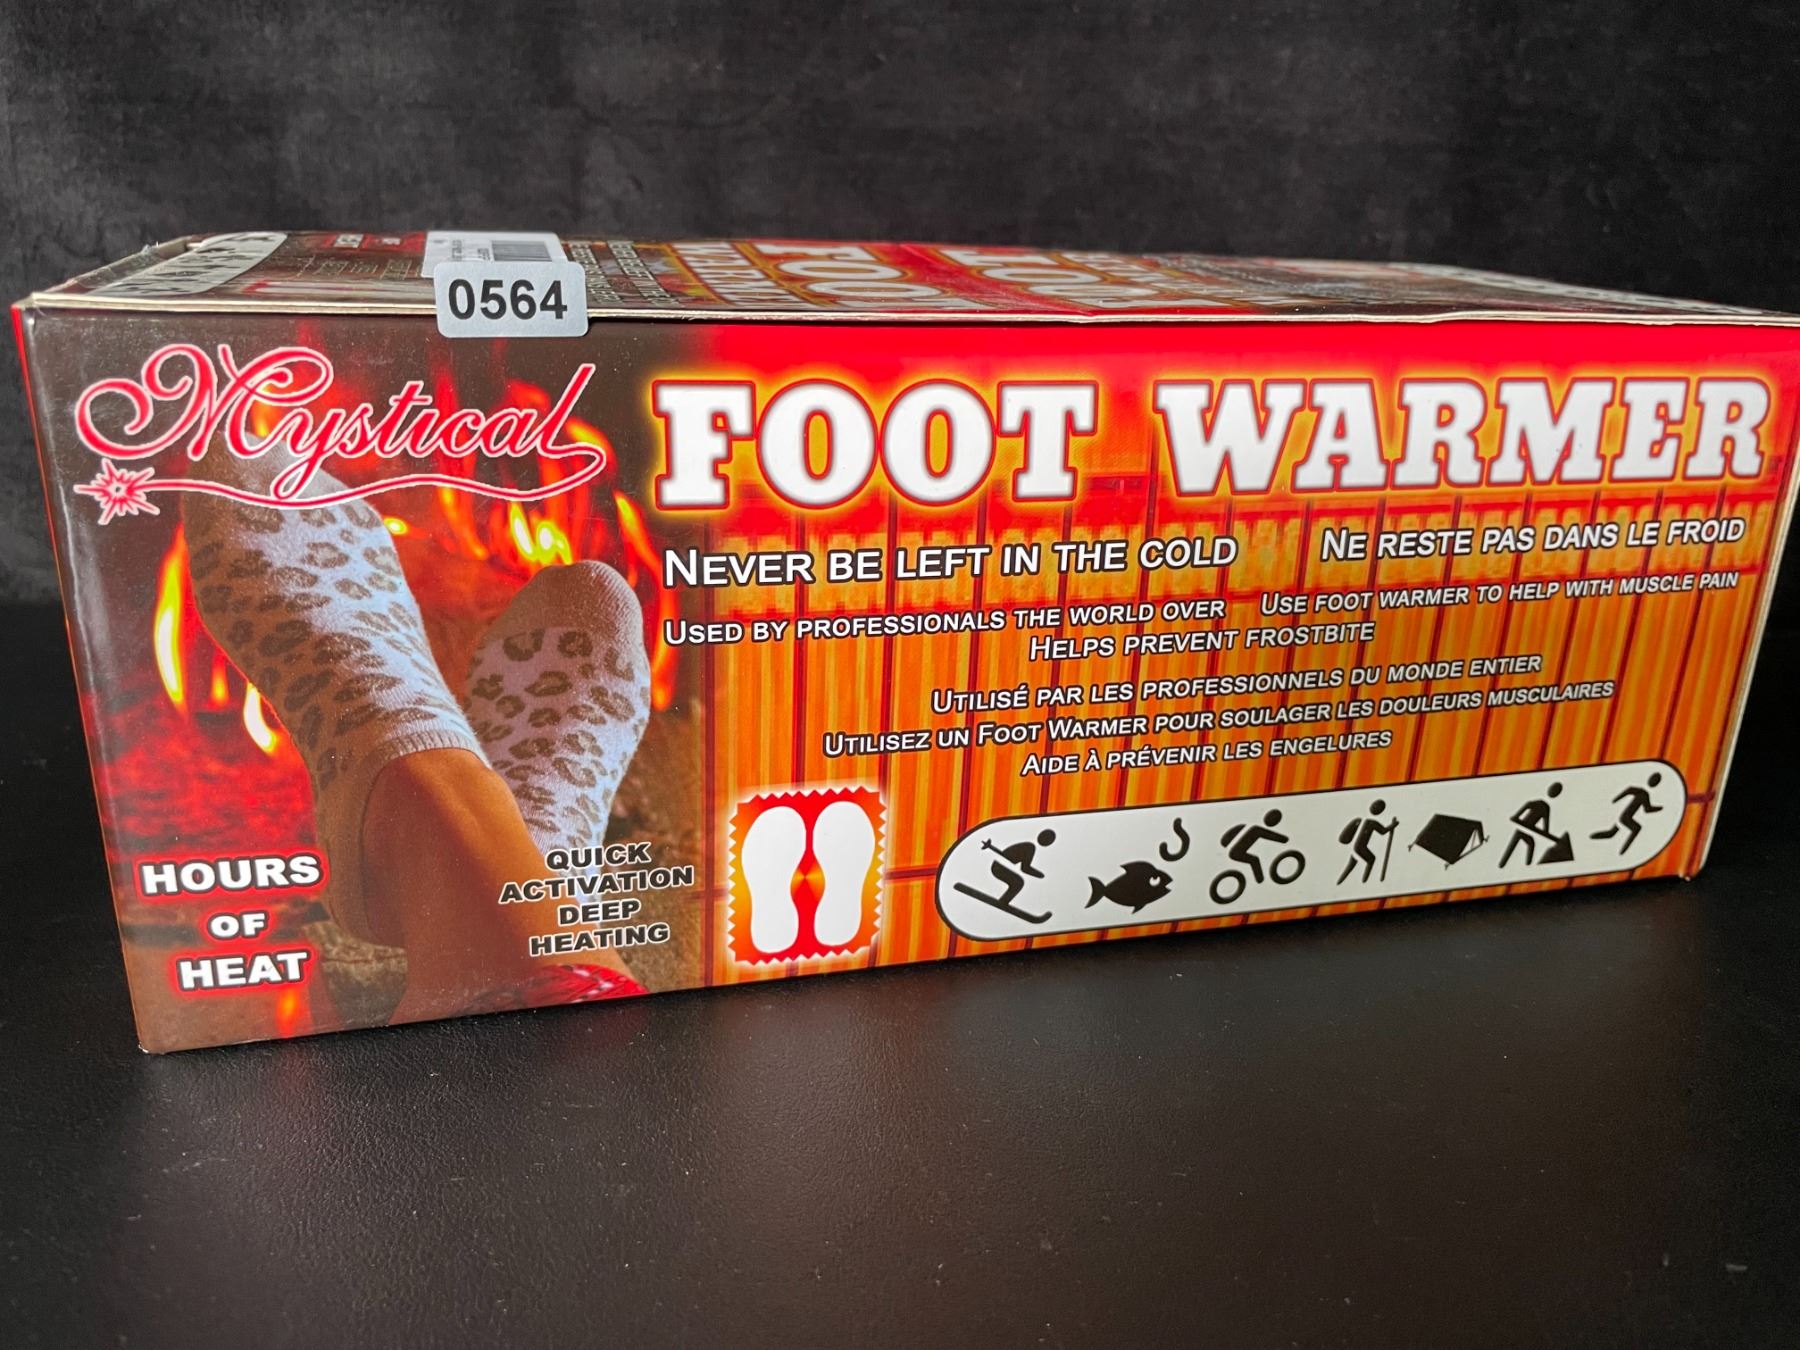 0564
Mystical
FOOT WARMER
NEVER BE LEFT IN THE COLD
NE RESTE PAS DANS LE FROID
USED BY PROFESSIONALS THE WORLD OVER
USE FOOT WARMER TO HELP WITH MUSCLE PAIN
HELPS PREVENT FROSTBITE
UTILISÉ PAR LES PROFESSIONNELS DU MONDE ENTIER
UTILISEZ UN FOOT WARMER POUR SOULAGER LES DOULEURS MUSCULAIRES
AIDE À PRÉVENIR LES ENGELURES
HOURS
OF
HEAT
QUICK
ACTIVATION
DEEP
HEATING